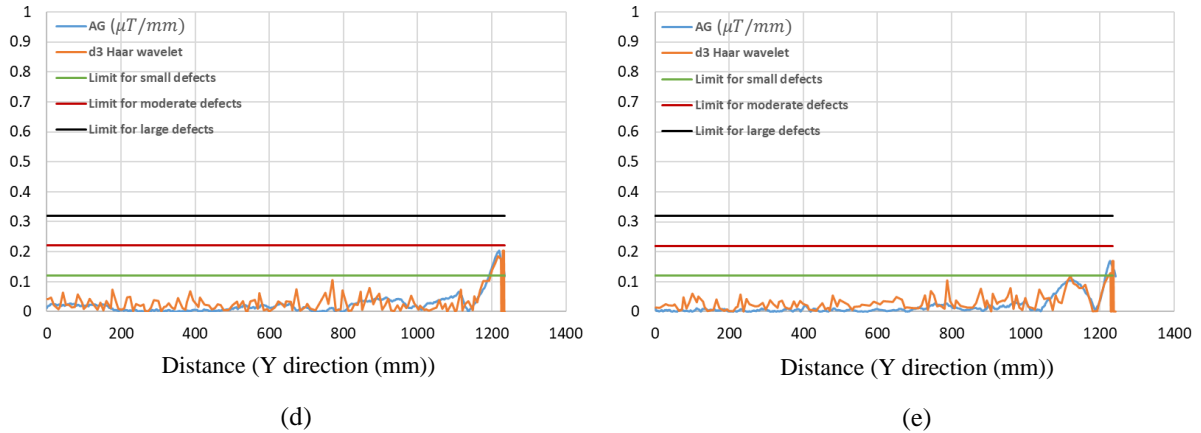 1
0.9
0.8
0.7
0.6
0.5
0.4
0.3
0.2
0.1
0
AG (μT/mm)
d3 Haar wavelet
Limit for small defects
Limit for moderate defects
Limit for large defects
0 200 400 600 800 1000 1200 1400
Distance (Y direction (mm))
(d)
1
0.9
0.8
0.7
0.6
0.5
0.4
0.3
0.2
0.1
0
AG (μT/mm)
d3 Haar wavelet
Limit for small defects
Limit for moderate defects
Limit for large defects
0 200 400 600 800 1000 1200 1400
Distance (Y direction (mm))
(e)